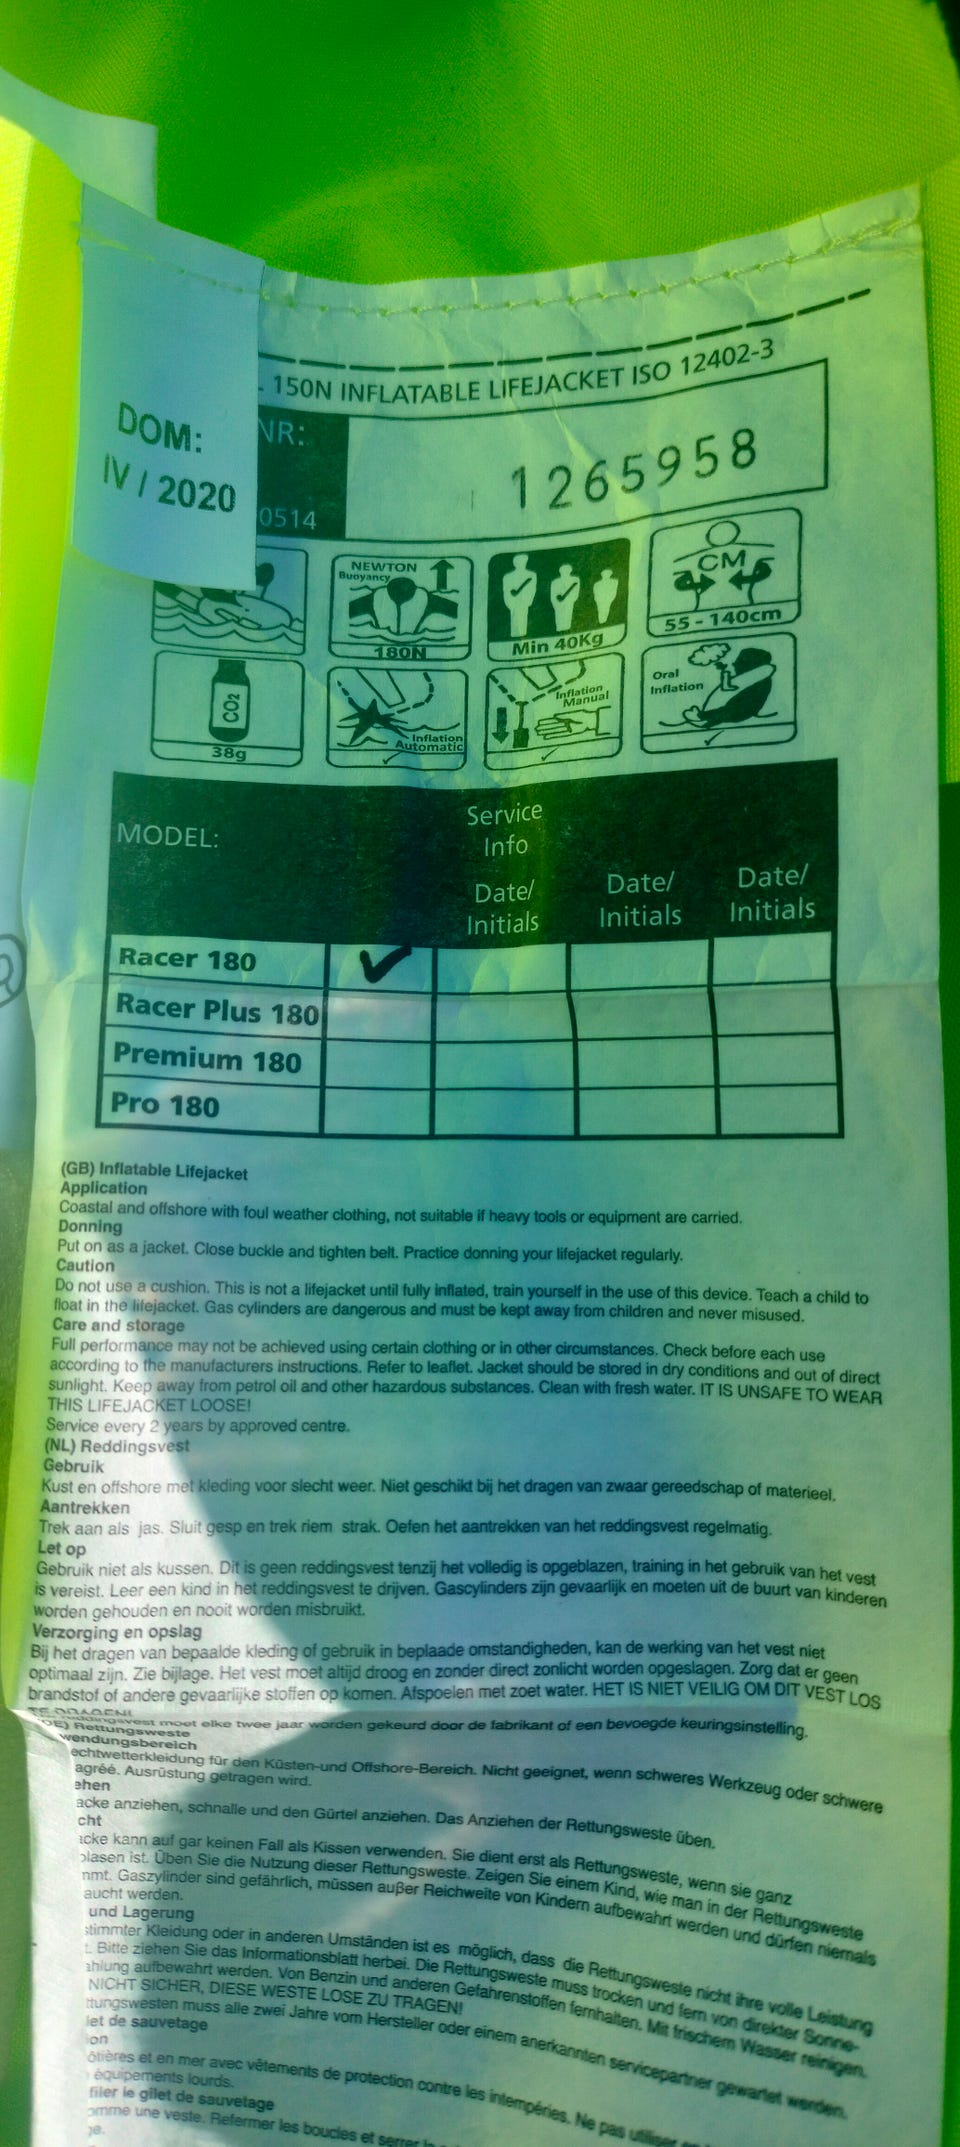 - 150N INFLATABLE LIFEJACKET ISO 12402-3
DOM:
IV / 2020
NR:
0514
1265958
NEWTON
Buoyancy
180N
Min 40Kg
CM
55 - 140cm
CO2
38g
Inflation
Automatic
Inflation
Manual
Oral
Inflation
MODEL:
Service
Info
Date/
Initials
Date/
Initials
Date/
Initials
Racer 180
Racer Plus 180
Premium 180
Pro 180
(GB) Inflatable Lifejacket
Application
Coastal and offshore with foul weather clothing, not suitable if heavy tools or equipment are carried.
Donning
Put on as a jacket. Close buckle and tighten belt. Practice donning your lifejacket regularly.
Caution
Do not use a cushion. This is not a lifejacket until fully inflated, train yourself in the use of this device. Teach a child to
float in the lifejacket. Gas cylinders are dangerous and must be kept away from children and never misused.
Care and storage
Full performance may not be achieved using certain clothing or in other circumstances. Check before each use
according to the manufacturers instructions. Refer to leaflet. Jacket should be stored in dry conditions and out of direct
sunlight. Keep away from petrol oil and other hazardous substances. Clean with fresh water. IT IS UNSAFE TO WEAR
THIS LIFEJACKET LOOSE!
Service every 2 years by approved centre.
(NL) Reddingsvest
Gebruik
Kust en offshore met kleding voor slecht weer. Niet geschikt bij het dragen van zwaar gereedschap of materieel.
Aantrekken
Trek aan als jas. Sluit gesp en trek riem strak. Oefen het aantrekken van het reddingsvest regelmatig.
Let op
Gebruik niet als kussen. Dit is geen reddingsvest tenzij het volledig is opgeblazen, training in het gebruik van het vest
is vereist. Leer een kind in het reddingsvest te drijven. Gascylinders zijn gevaarlijk en moeten uit de buurt van kinderen
worden gehouden en nooit worden misbruikt.
Verzorging en opslag
Bij het dragen van bepaalde kleding of gebruik in beplaade omstandigheden, kan de werking van het vest niet
optimaal zijn. Zie bijlage. Het vest moet altijd droog en zonder direct zonlicht worden opgeslagen. Zorg dat er geen
brandstof of andere gevaarlijke stoffen op komen. Afspoelen met zoet water. HET IS NIET VEILIG OM DIT VEST LOS
TE DRAGEN!
reddingsvest moet elke twee jaar worden gekeurd door de fabrikant of een bevoegde keuringsinstelling.
(DE) Rettungsweste
wendungsbereich
echtwetterkleidung für den Küsten-und Offshore-Bereich. Nicht geeignet, wenn schweres Werkzeug oder schwere
agréé. Ausrüstung getragen wird.
ehen
acke anziehen, schnalle und den Gürtel anziehen. Das Anziehen der Rettungsweste üben.
cht
acke kann auf gar keinen Fall als Kissen verwenden. Sie dient erst als Rettungsweste, wenn sie ganz
blasen ist. Üben Sie die Nutzung dieser Rettungsweste. Zeigen Sie einem Kind, wie man in der Rettungsweste
mmt. Gaszylinder sind gefährlich, müssen außer Reichweite von Kindern aufbewahrt werden und dürfen niemals
aucht werden.
und Lagerung
stimmter Kleidung oder in anderen Umständen ist es möglich, dass die Rettungsweste nicht ihre volle Leistung
t. Bitte ziehen Sie das Informationsblatt herbei. Die Rettungsweste muss trocken und fern von direkter Sonne-
ahlung aufbewahrt werden. Von Benzin und anderen Gefahrenstoffen fernhalten. Mit frischem Wasser reinigen.
NICHT SICHER, DIESE WESTE LOSE ZU TRAGEN!
ttungswesten muss alle zwei Jahre vom Hersteller oder einem anerkannten servicepartner gewartet werden.
let de sauvetage
on
ôtières et en mer avec vêtements de protection contre les intempéries. Ne pas utiliser
équipements lourds.
filer le gilet de sauvetage
omme une veste. Refermer les boucles et serrer
ge.